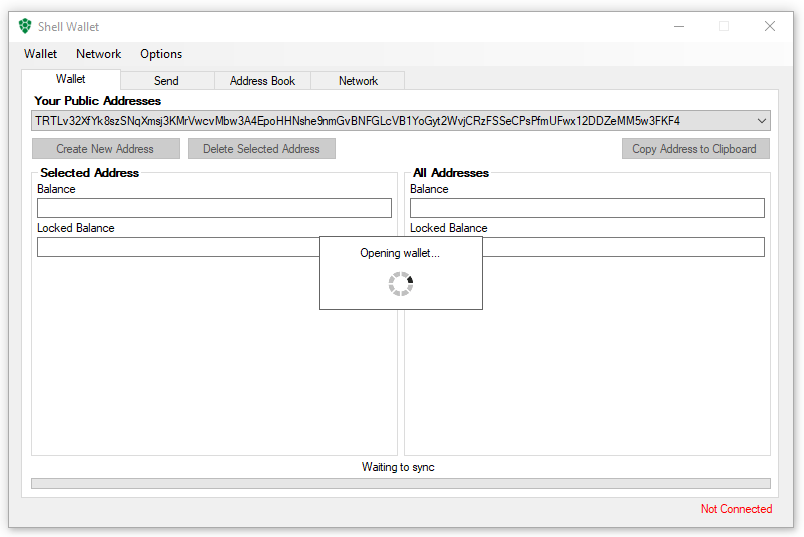 Shell Wallet
Wallet Network Options
Wallet Send Address Book Network
Your Public Addresses
TRTLv32XfYk8szSNqXmsj3KMrVwcvMbw3A4EpoHHNshe9nmGvBNFGLcVB1YoGyt2WvjCRzFSSeCPsPfmUFwx12DDZeMM5w3FKF4
Create New Address Delete Selected Address Copy Address to Clipboard
Selected Address All Addresses
Balance Balance
Locked Balance Locked Balance
Opening wallet...
Waiting to sync
Not Connected